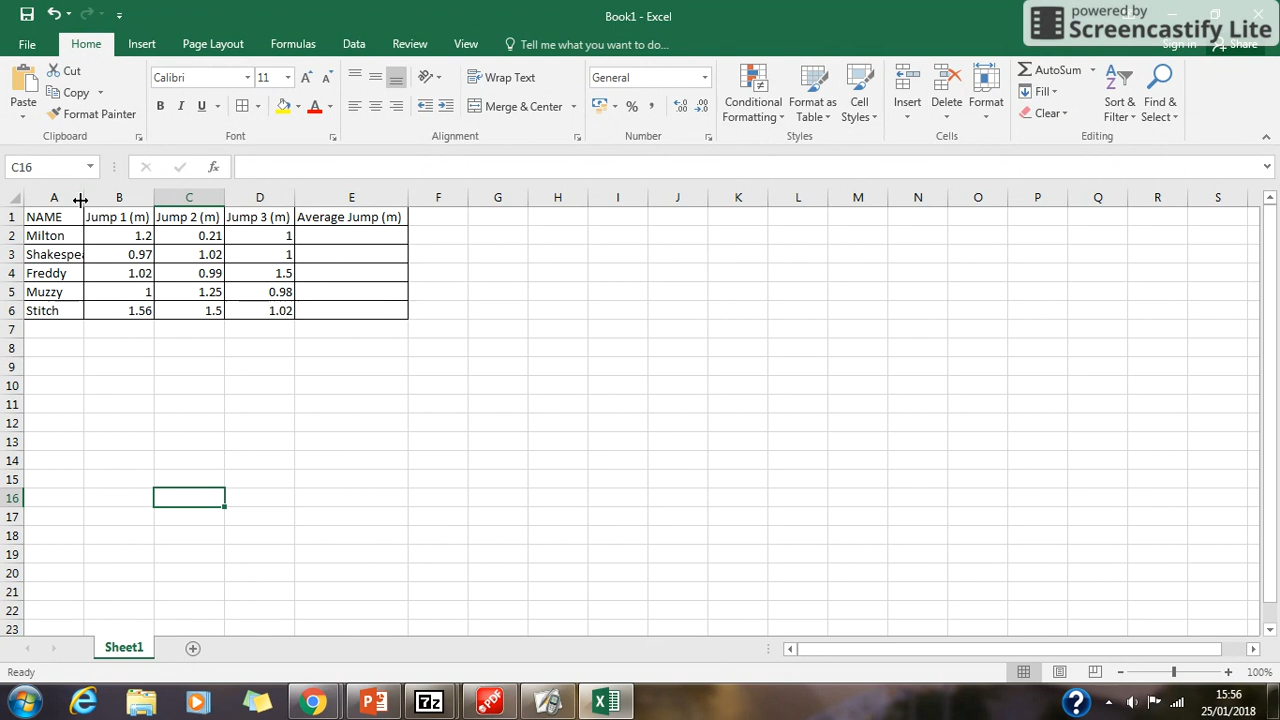 Book1 - Excel
powered by
Screencastify Lite
Sign in
Share
File
Home
Insert
Page Layout
Formulas
Data
Review
View
Tell me what you want to do...
Paste
Cut
Copy
Format Painter
Clipboard
Calibri
11
B I U
Font
Wrap Text
Merge & Center
Alignment
General
%
Number
Conditional
Formatting
Format as
Table
Cell
Styles
Styles
Insert
Delete
Format
Cells
AutoSum
Fill
Clear
Sort &
Filter
Find &
Select
Editing
C16
fx
A B C D E F G H I J K L M N O P Q R S
1 NAME Jump 1 (m) Jump 2 (m) Jump 3 (m) Average Jump (m)
2 Milton 1.2 0.21 1
3 Shakespea 0.97 1.02 1
4 Freddy 1.02 0.99 1.5
5 Muzzy 1 1.25 0.98
6 Stitch 1.56 1.5 1.02
7
8
9
10
11
12
13
14
15
16
17
18
19
20
21
22
23
Sheet1
Ready
100%
7z
PDF
15:56
25/01/2018